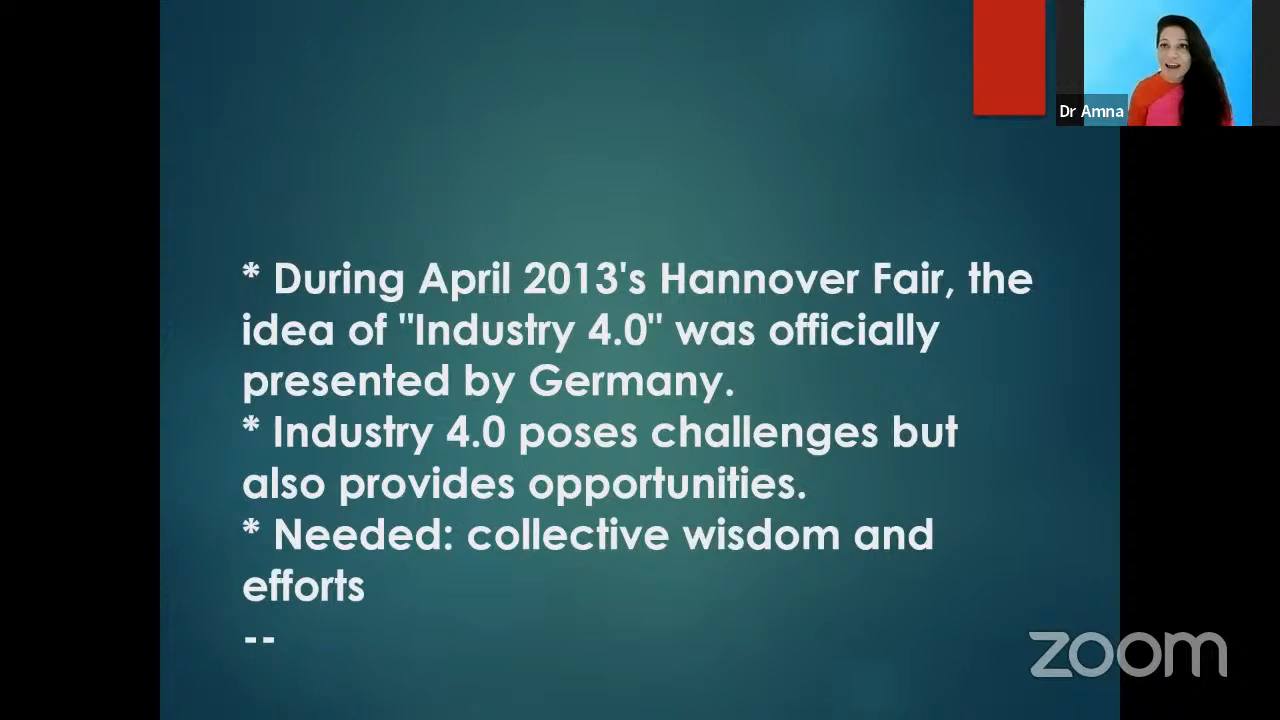 Dr Amna
* During April 2013's Hannover Fair, the
idea of "Industry 4.0" was officially
presented by Germany.
* Industry 4.0 poses challenges but
also provides opportunities.
* Needed: collective wisdom and
efforts
--
zoom